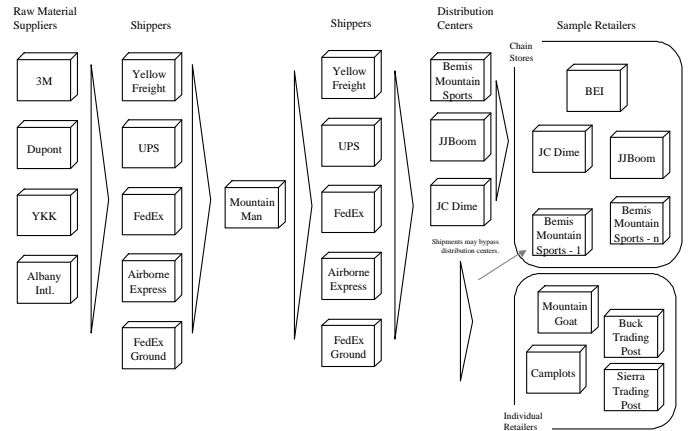 Raw Material
Suppliers
Shippers
Shippers
Distribution
Centers
Sample Retailers
3M
Dupont
YKK
Albany
Intl.
Yellow
Freight
UPS
FedEx
Airborne
Express
FedEx
Ground
Mountain
Man
Yellow
Freight
UPS
FedEx
Airborne
Express
FedEx
Ground
Bemis
Mountain
Sports
JJBoom
JC Dime
Shipments may bypass
distribution centers.
Chain
Stores
BEI
JC Dime
JJBoom
Bemis
Mountain
Sports - 1
Bemis
Mountain
Sports - n
Mountain
Goat
Buck
Trading
Post
Camplots
Sierra
Trading
Post
Individual
Retailers